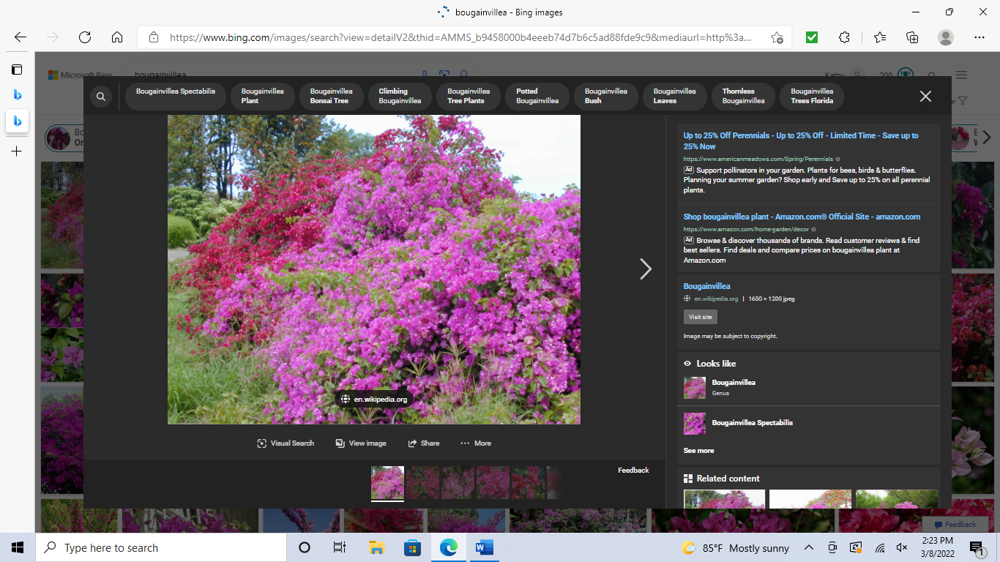 bougainvillea - Bing images
https://www.bing.com/images/search?view=detailV2&thid=AMMS_b9458000b4eeeb74d7b6c5ad88fde9c9&mediaurl=http%3a...
Microsoft Bing
bougainvillea
Kathy
200
Bougainvillea Spectabilis
Bougainvillea
Plant
Bougainvillea
Bonsai Tree
Climbing
Bougainvillea
Bougainvillea
Tree Plants
Potted
Bougainvillea
Bougainvillea
Bush
Bougainvillea
Leaves
Thornless
Bougainvillea
Bougainvillea
Trees Florida
Up to 25% Off Perennials - Up to 25% Off - Limited Time - Save up to
25% Now
https://www.americanmeadows.com/Spring/Perennials
Ad Support pollinators in your garden. Plants for bees, birds & butterflies.
Planning your summer garden? Shop early and Save up to 25% on all perennial
plants.
Shop bougainvillea plant - Amazon.com® Official Site - amazon.com
https://www.amazon.com/home-garden/decor
Ad Browse & discover thousands of brands. Read customer reviews & find
best sellers. Find deals and compare prices on bougainvillea plant at
Amazon.com
Bougainvillea
en.wikipedia.org | 1600 × 1200 jpeg
Visit site
Image may be subject to copyright.
Looks like
Bougainvillea
Genus
Bougainvillea Spectabilis
See more
Related content
en.wikipedia.org
Visual Search
View image
Share
More
Feedback
Feedback
Type here to search
85°F Mostly sunny
2:23 PM
3/8/2022
1